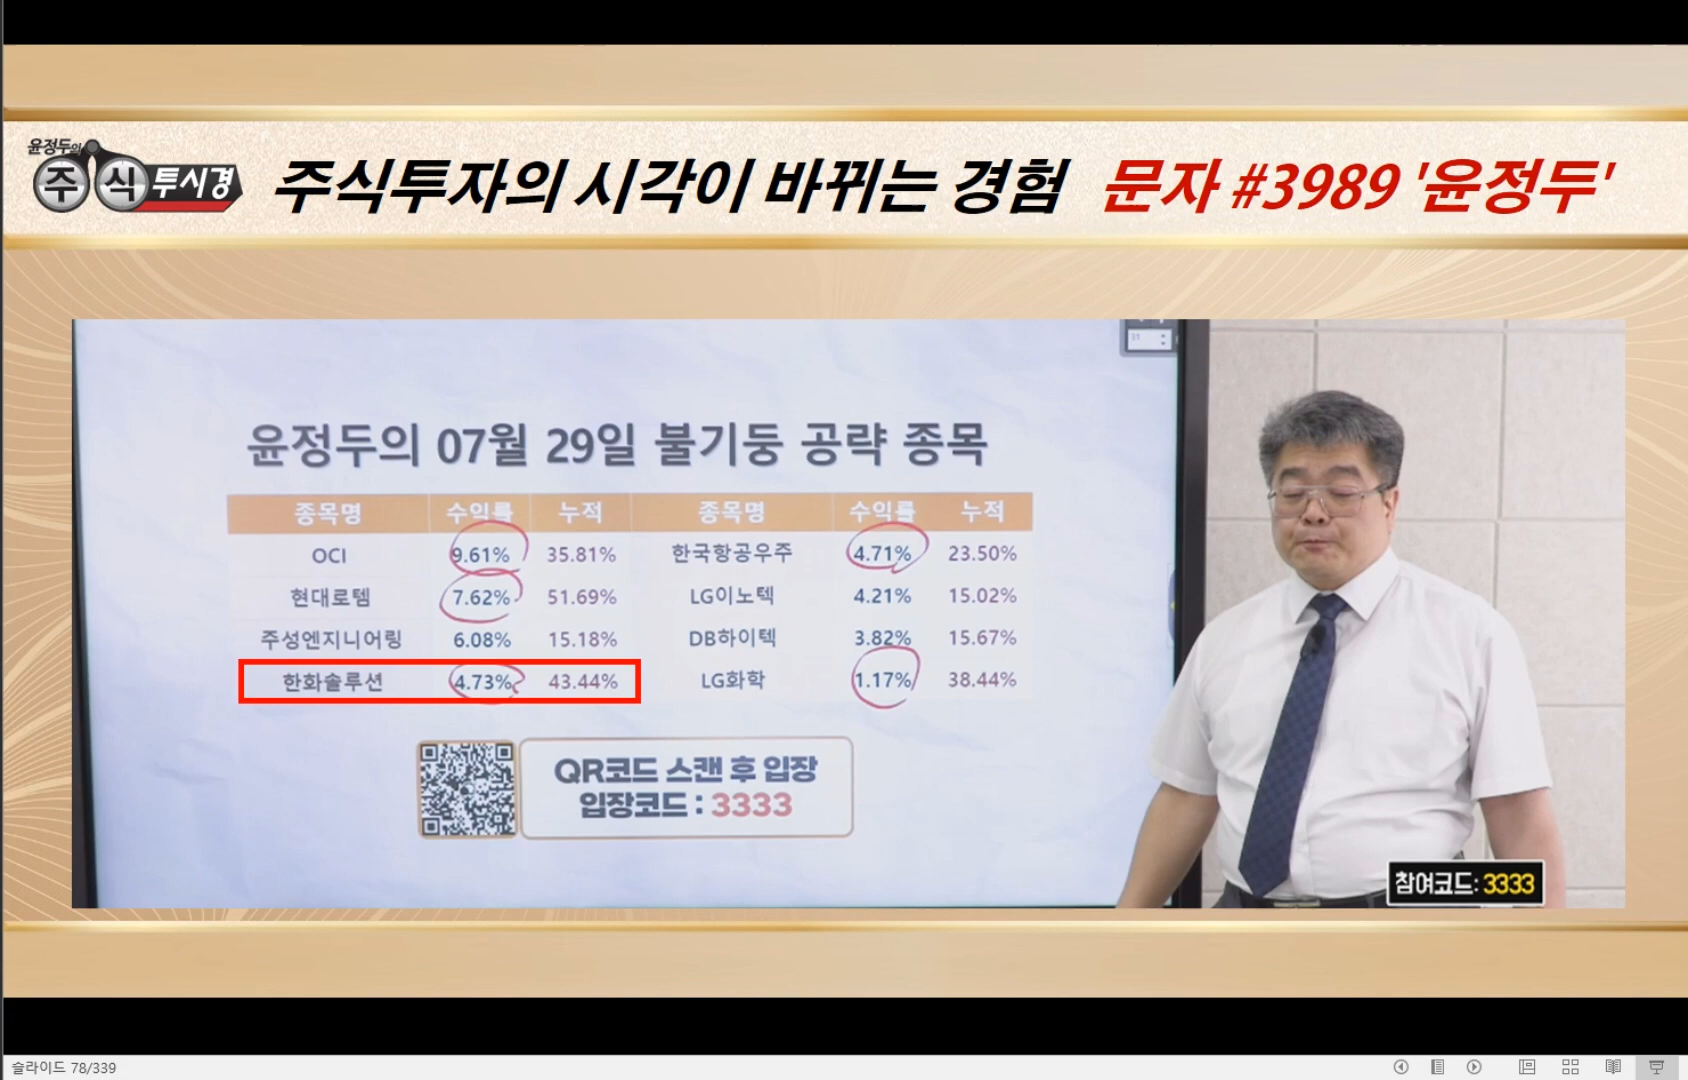 윤정두의
주식투시경
주식투자의 시각이 바뀌는 경험 문자 #3989 '윤정두'
31
윤정두의 07월 29일 불기둥 공략 종목
종목명 수익률 누적 종목명 수익률 누적
OCI 9.61% 35.81% 한국항공우주 4.71% 23.50%
현대로템 7.62% 51.69% LG이노텍 4.21% 15.02%
주성엔지니어링 6.08% 15.18% DB하이텍 3.82% 15.67%
한화솔루션 4.73% 43.44% LG화학 1.17% 38.44%
QR코드 스캔 후 입장
입장코드 : 3333
참여코드: 3333
슬라이드 78/339